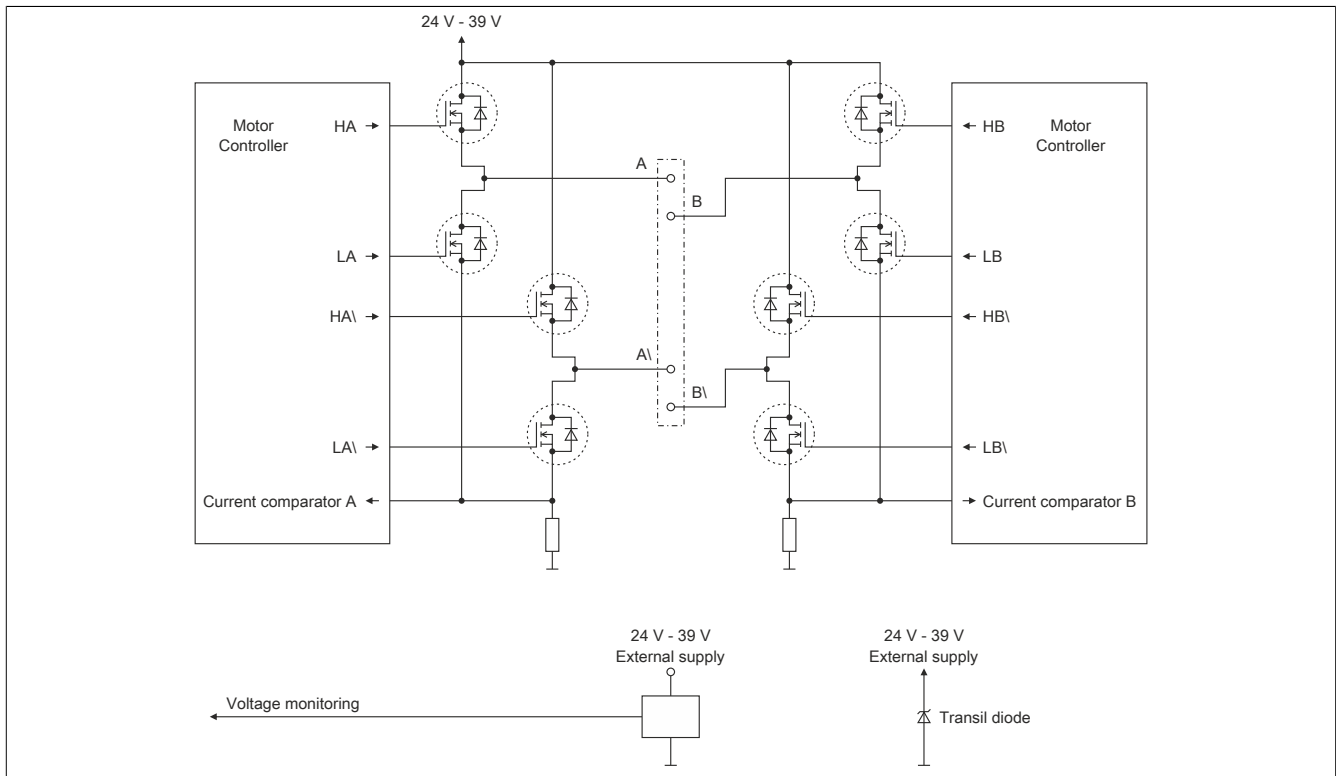 24 V - 39 V
Motor
Controller
HA
LA
HA\
LA\
Current comparator A
A
B
A\
B\
Motor
Controller
HB
LB
HB\
LB\
Current comparator B
24 V - 39 V
External supply
Voltage monitoring
24 V - 39 V
External supply
Transil diode